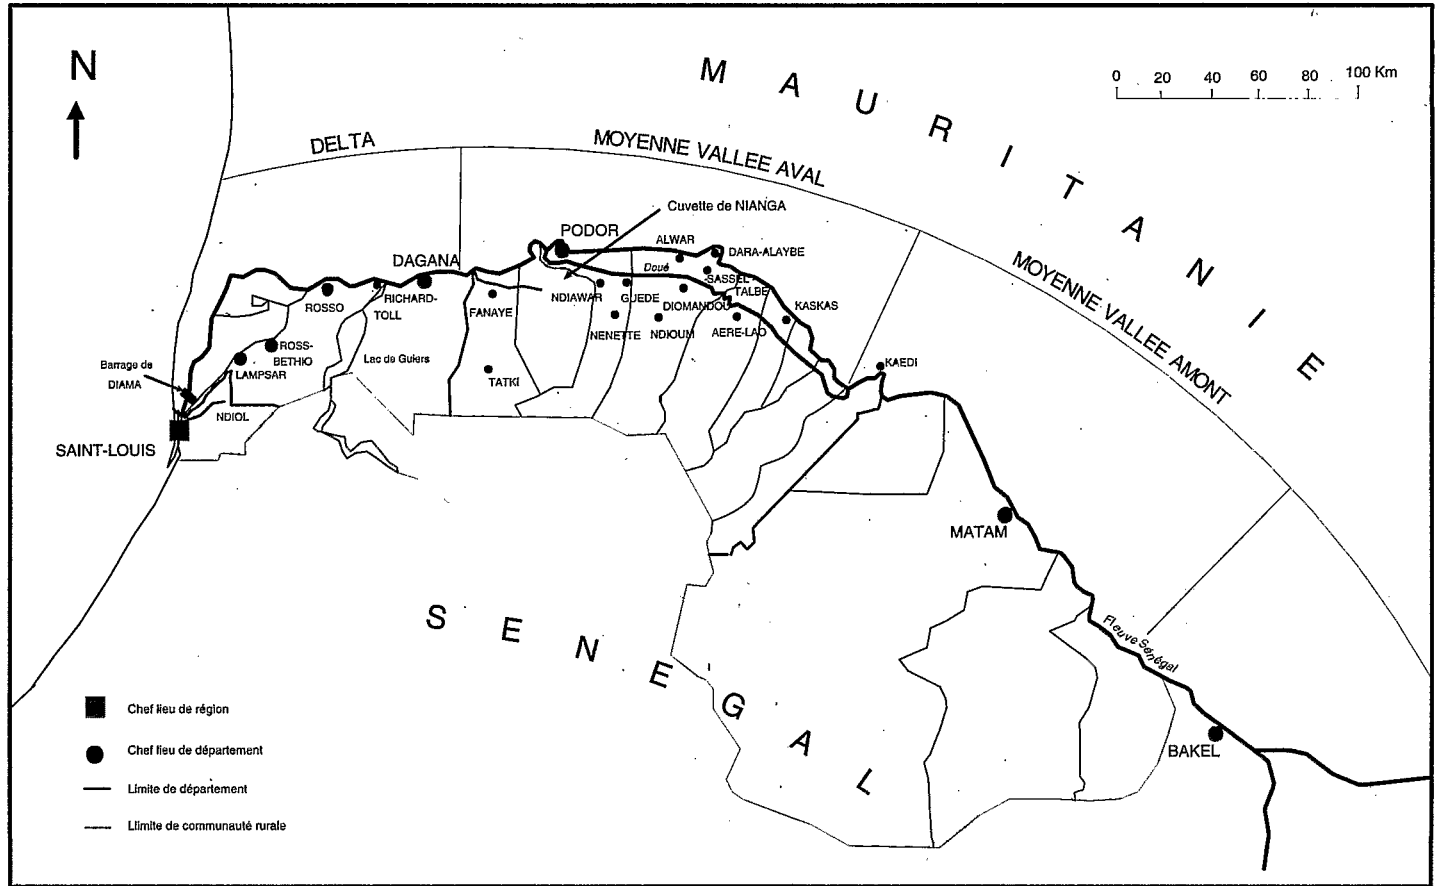 N
MAURITANIE
0 20 40 60 80 100 Km
DELTA
MOYENNE VALLEE AVAL
MOYENNE VALLEE AMONT
Cuvette de NIANGA
PODOR
ALWAR
DARA-ALAYBE
Doué
SASSEL-
TALBE
DAGANA
ROSSO
RICHARD-
TOLL
FANAYE
NDIAWAR
GUEDE
DIOMANDOU
KASKAS
NENETTE
NDIOUM
AERE-LAO
ROSS-
BETHIO
Lac de Guiers
LAMPSAR
TATKI
KAEDI
Barrage de
DIAMA
NDIOL
SAINT-LOUIS
MATAM
SENEGAL
Fleuve Sénégal
BAKEL
Chef lieu de région
Chef lieu de département
Limite de département
Llimite de communauté rurale